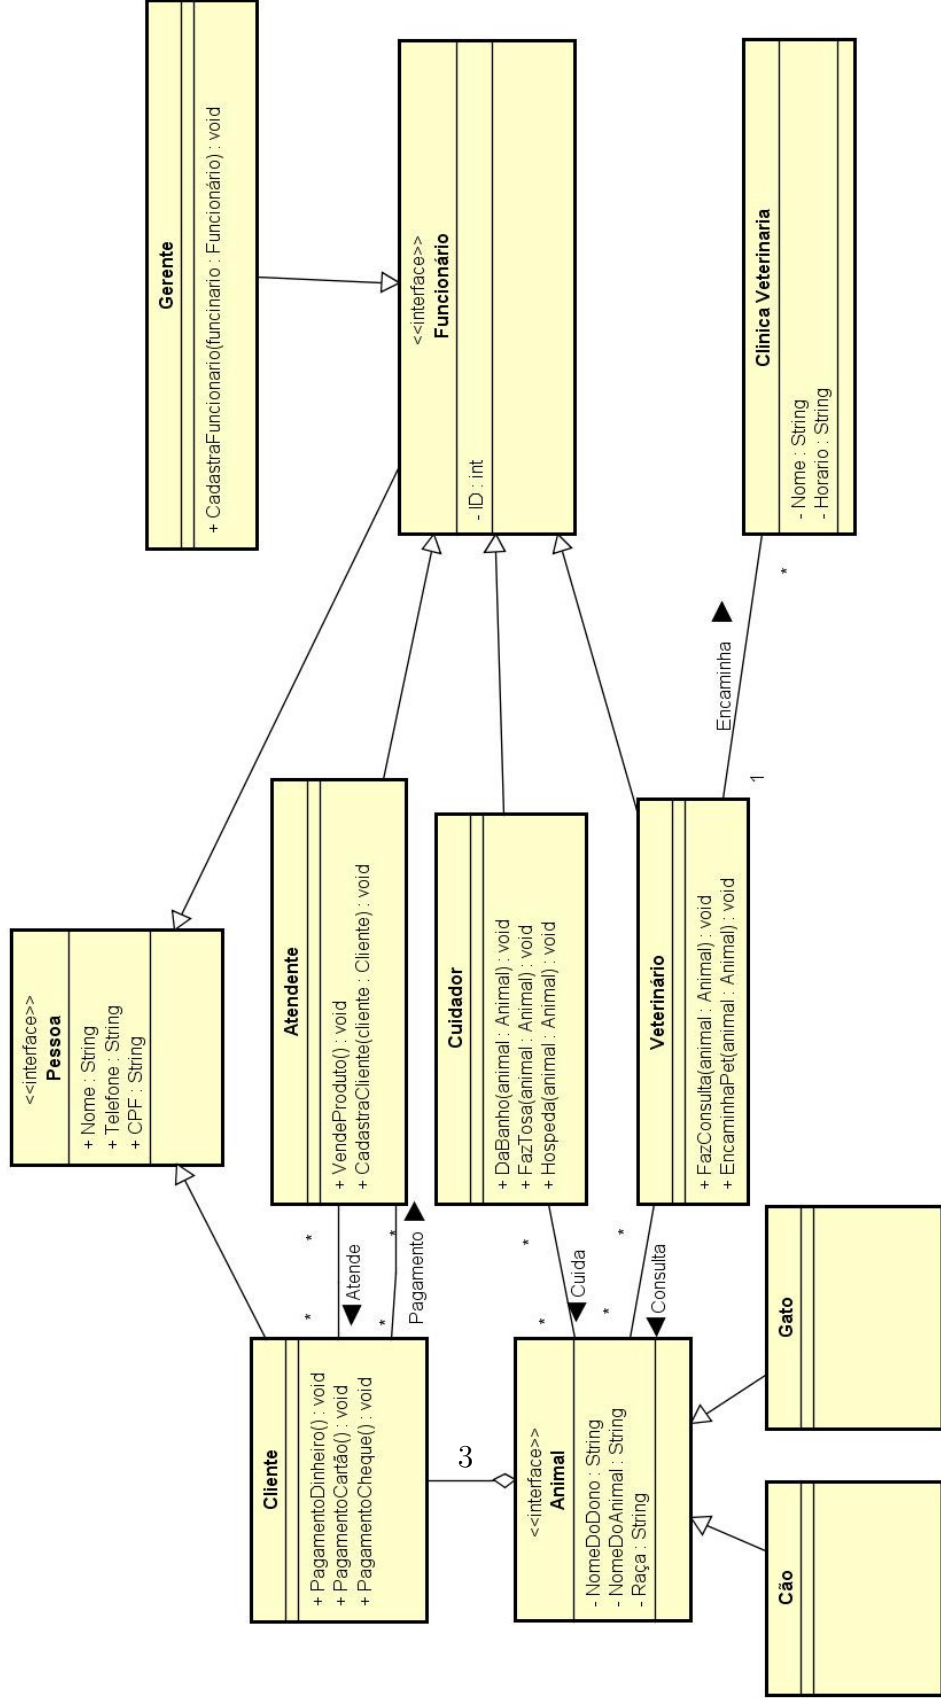 <<interface>>
Pessoa
+ Nome : String
+ Telefone : String
+ CPF : String
Gerente
+ CadastraFuncionario(funcinario : Funcionário) : void
Cliente
+ PagamentoDinheiro() : void
+ PagamentoCartão() : void
+ PagamentoCheque() : void
*
*
Atende
*
*
Pagamento
Atendente
+ VendeProduto() : void
+ CadastraCliente(cliente : Cliente) : void
<<interface>>
Funcionário
- ID : int
3
Cuidador
+ DaBanho(animal : Animal) : void
+ FazTosa(animal : Animal) : void
+ Hospeda(animal : Animal) : void
<<interface>>
Animal
- NomeDoDono : String
- NomeDoAnimal : String
- Raça : String
*
*
Cuida
*
*
Consulta
Veterinário
+ FazConsulta(animal : Animal) : void
+ EncaminhaPet(animal : Animal) : void
1
Encaminha
*
Clinica Veterinaria
- Nome : String
- Horario : String
Cão
Gato